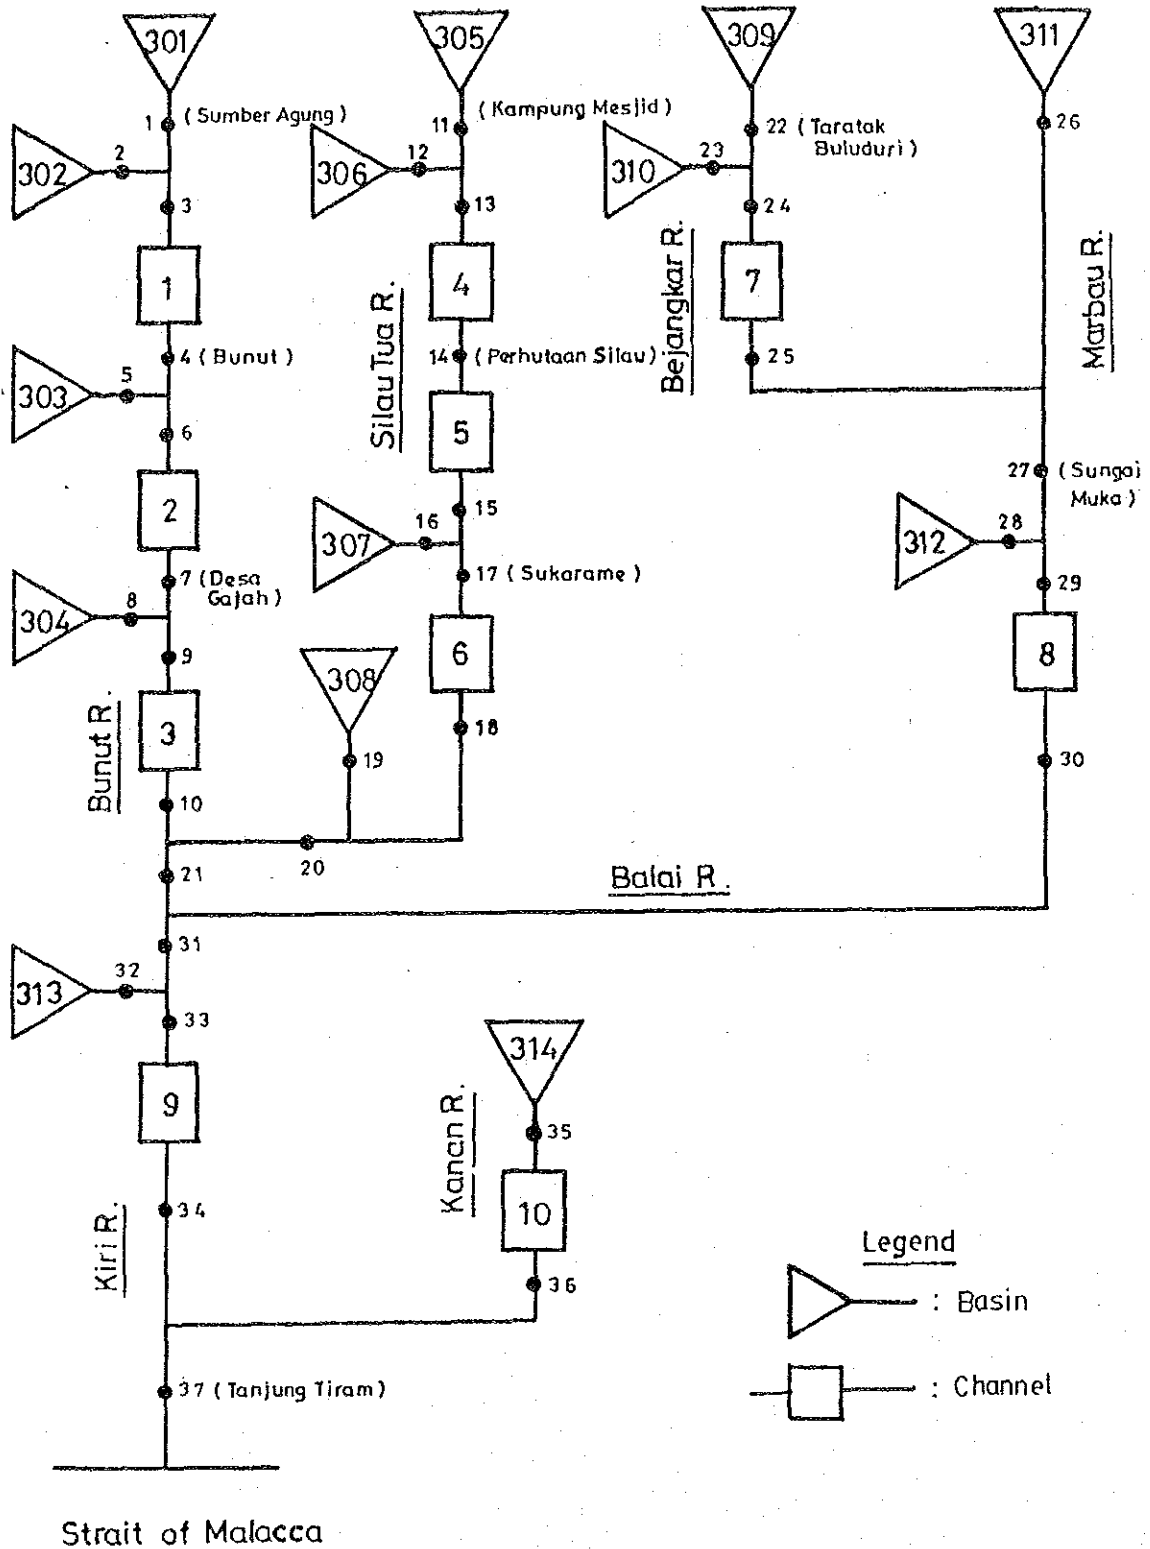 301
305
309
311
1 (Sumber Agung)
(Kampung Mesjid)
11
22 (Taratak
Buluduri)
26
302
2
306
12
310
23
3
13
24
1
4
7
Bejangkar R.
Marbau R.
Silau Tua R.
4 (Bunut)
14 (Perhutaan Silau)
25
303
5
6
5
27 (Sungai
Muka)
2
15
307
16
312
28
7 (Desa
Gajah)
17 (Sukarame)
29
304
8
9
308
6
8
Bunut R.
3
18
19
30
10
20
21
Balai R.
31
313
32
33
314
9
Kanan R.
35
34
10
Kiri R.
36
Legend
: Basin
37 (Tanjung Tiram)
: Channel
Strait of Malacca